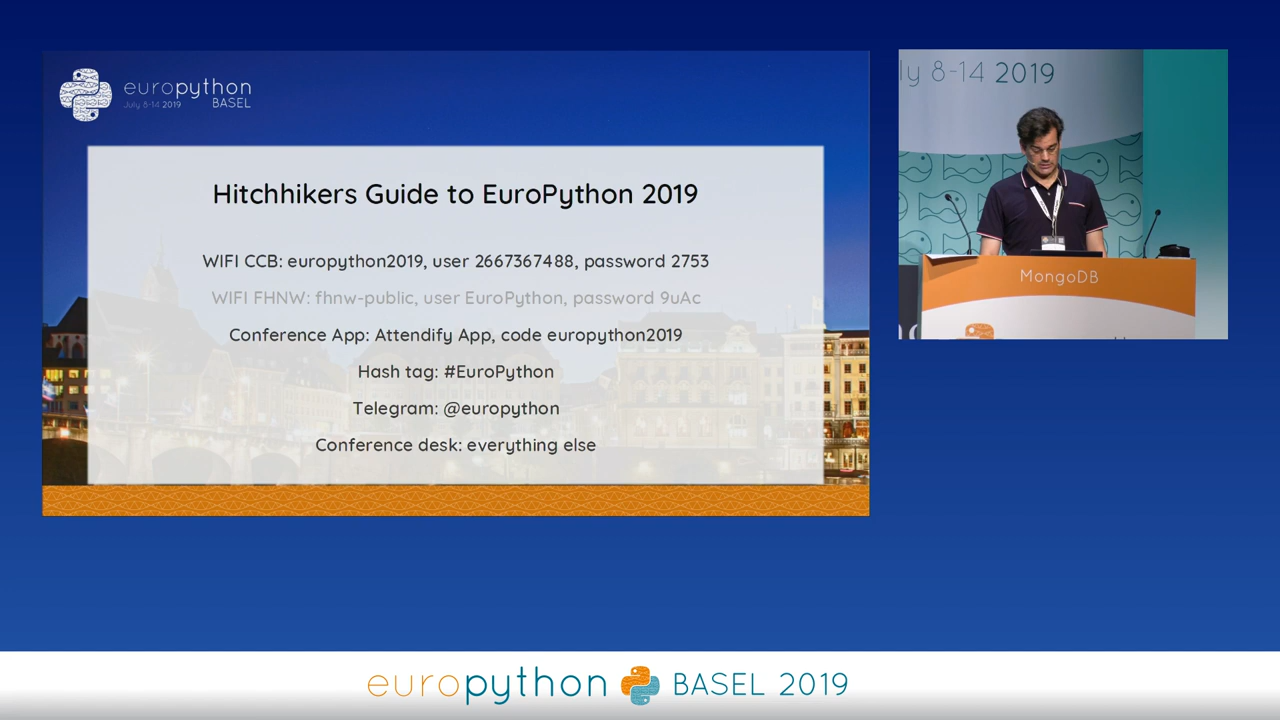 europython
July 8-14 2019 BASEL
Hitchhikers Guide to EuroPython 2019
WIFI CCB: europython2019, user 2667367488, password 2753
WIFI FHNW: fhnw-public, user EuroPython, password 9uAc
Conference App: Attendify App, code europython2019
Hash tag: #EuroPython
Telegram: @europython
Conference desk: everything else
ly 8-14 2019
MongoDB
europython BASEL 2019